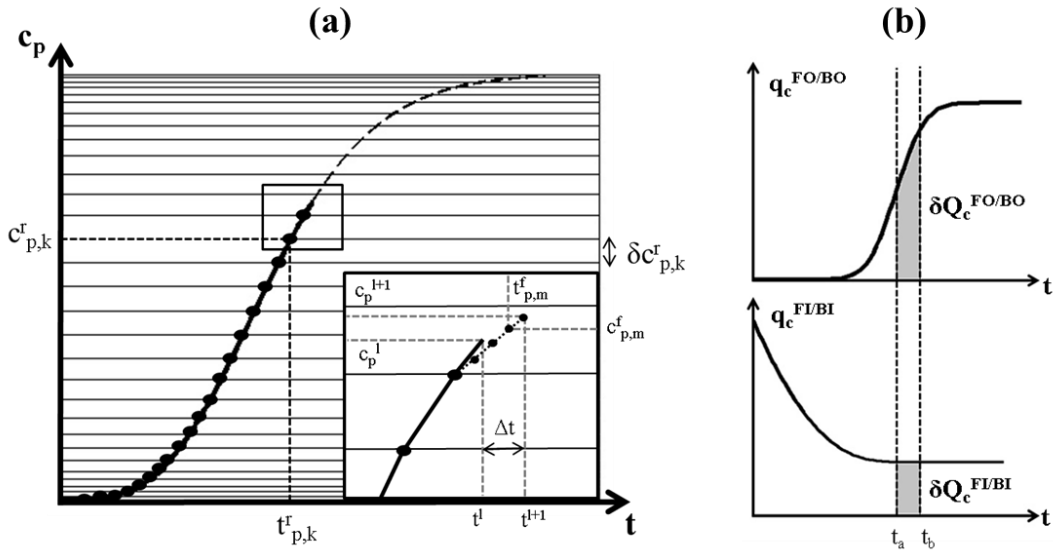 (a)
c_p
c^r_{p,k}
δc^r_{p,k}
c_p^{l+1}
t^f_{p,m}
c^f_{p,m}
c_p^l
Δt
t^r_{p,k}
t^l
t^{l+1}
t
(b)
q_c^{FO/BO}
δQ_c^{FO/BO}
t
q_c^{FI/BI}
δQ_c^{FI/BI}
t
t_a
t_b